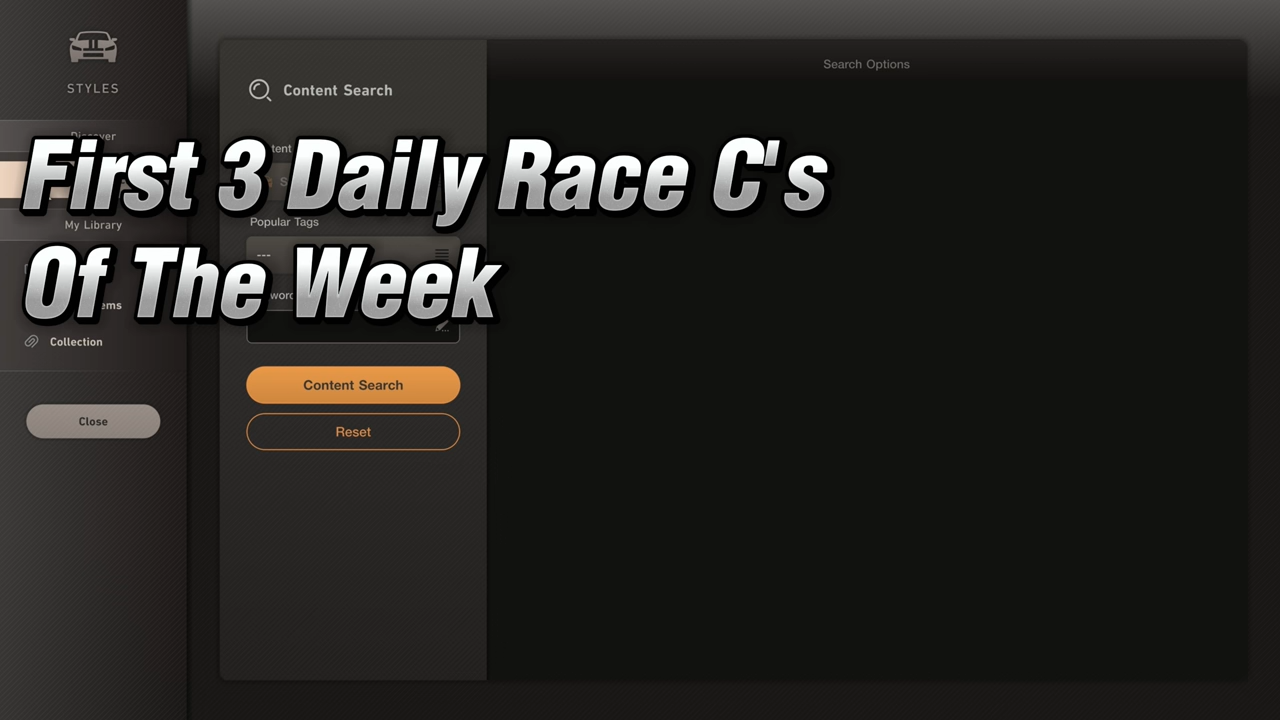 STYLES
Discover
My Library
Collection
Close
Content Search
Popular Tags
---
Content Search
Reset
Search Options
First 3 Daily Race C's
Of The Week